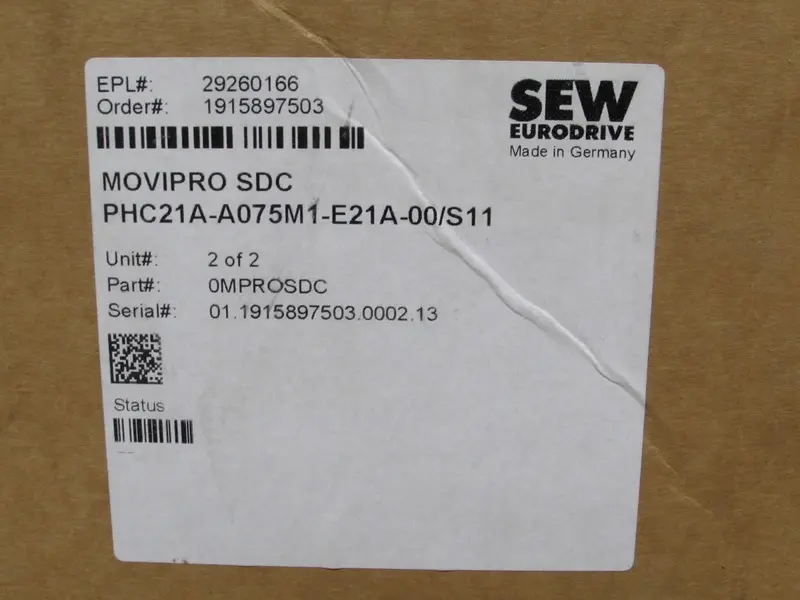 EPL#: 29260166
Order#: 1915897503
SEW
EURODRIVE
Made in Germany
MOVIPRO SDC
PHC21A-A075M1-E21A-00/S11
Unit#: 2 of 2
Part#: 0MPROSDC
Serial#: 01.1915897503.0002.13
Status